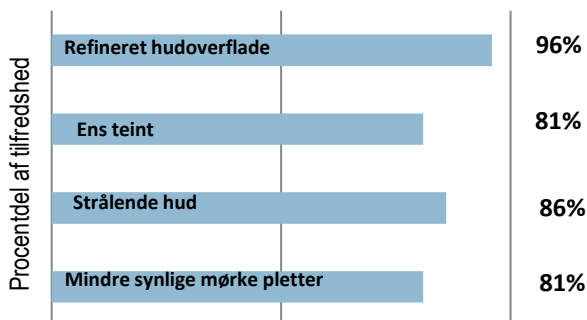 Procentdel af tilfredshed
Refineret hudoverflade 96%
Ens teint 81%
Strålende hud 86%
Mindre synlige mørke pletter 81%